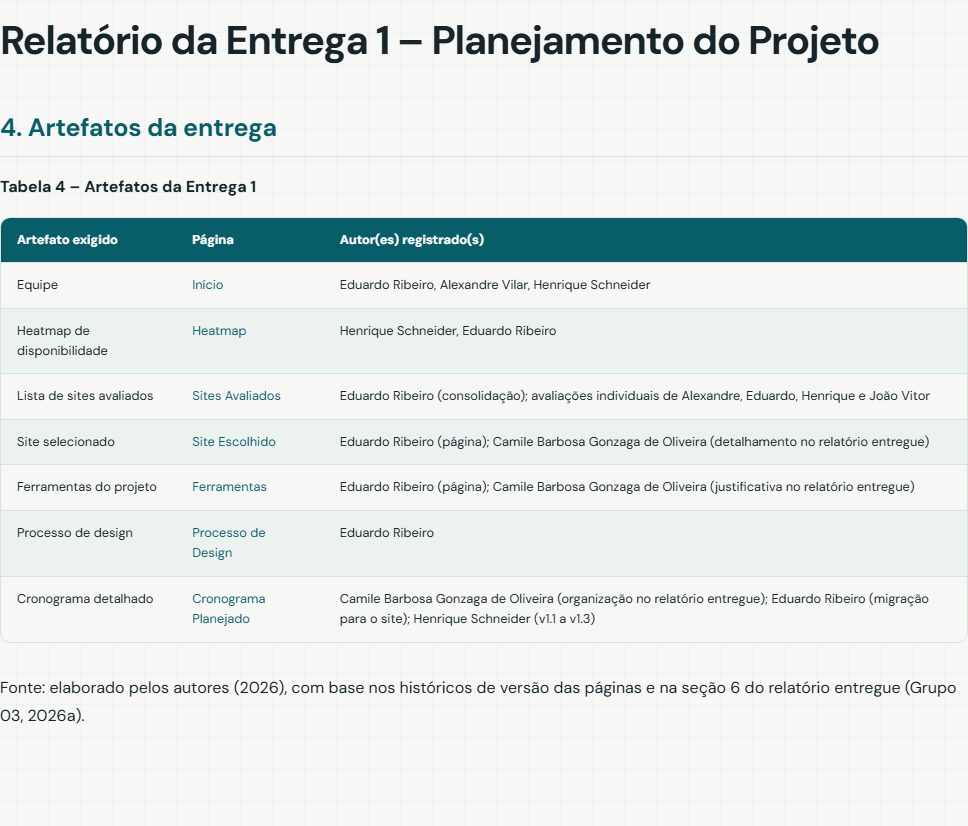 Relatório da Entrega 1 – Planejamento do Projeto
4. Artefatos da entrega
Tabela 4 – Artefatos da Entrega 1
Artefato exigido Página Autor(es) registrado(s)
Equipe Início Eduardo Ribeiro, Alexandre Vilar, Henrique Schneider
Heatmap de Heatmap Henrique Schneider, Eduardo Ribeiro
disponibilidade
Lista de sites avaliados Sites Avaliados Eduardo Ribeiro (consolidação); avaliações individuais de Alexandre, Eduardo, Henrique e João Vitor
Site selecionado Site Escolhido Eduardo Ribeiro (página); Camile Barbosa Gonzaga de Oliveira (detalhamento no relatório entregue)
Ferramentas do projeto Ferramentas Eduardo Ribeiro (página); Camile Barbosa Gonzaga de Oliveira (justificativa no relatório entregue)
Processo de design Processo de Eduardo Ribeiro
Design
Cronograma detalhado Cronograma Camile Barbosa Gonzaga de Oliveira (organização no relatório entregue); Eduardo Ribeiro (migração
Planejado para o site); Henrique Schneider (v1.1 a v1.3)
Fonte: elaborado pelos autores (2026), com base nos históricos de versão das páginas e na seção 6 do relatório entregue (Grupo
03, 2026a).